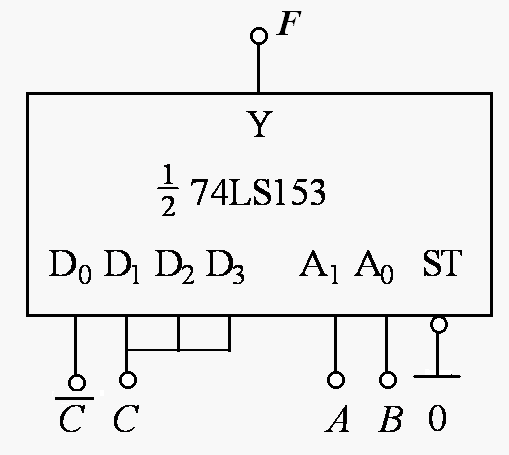 F
Y
½ 74LS153
D₀ D₁ D₂ D₃ A₁ A₀ ST
C̅ C A B 0